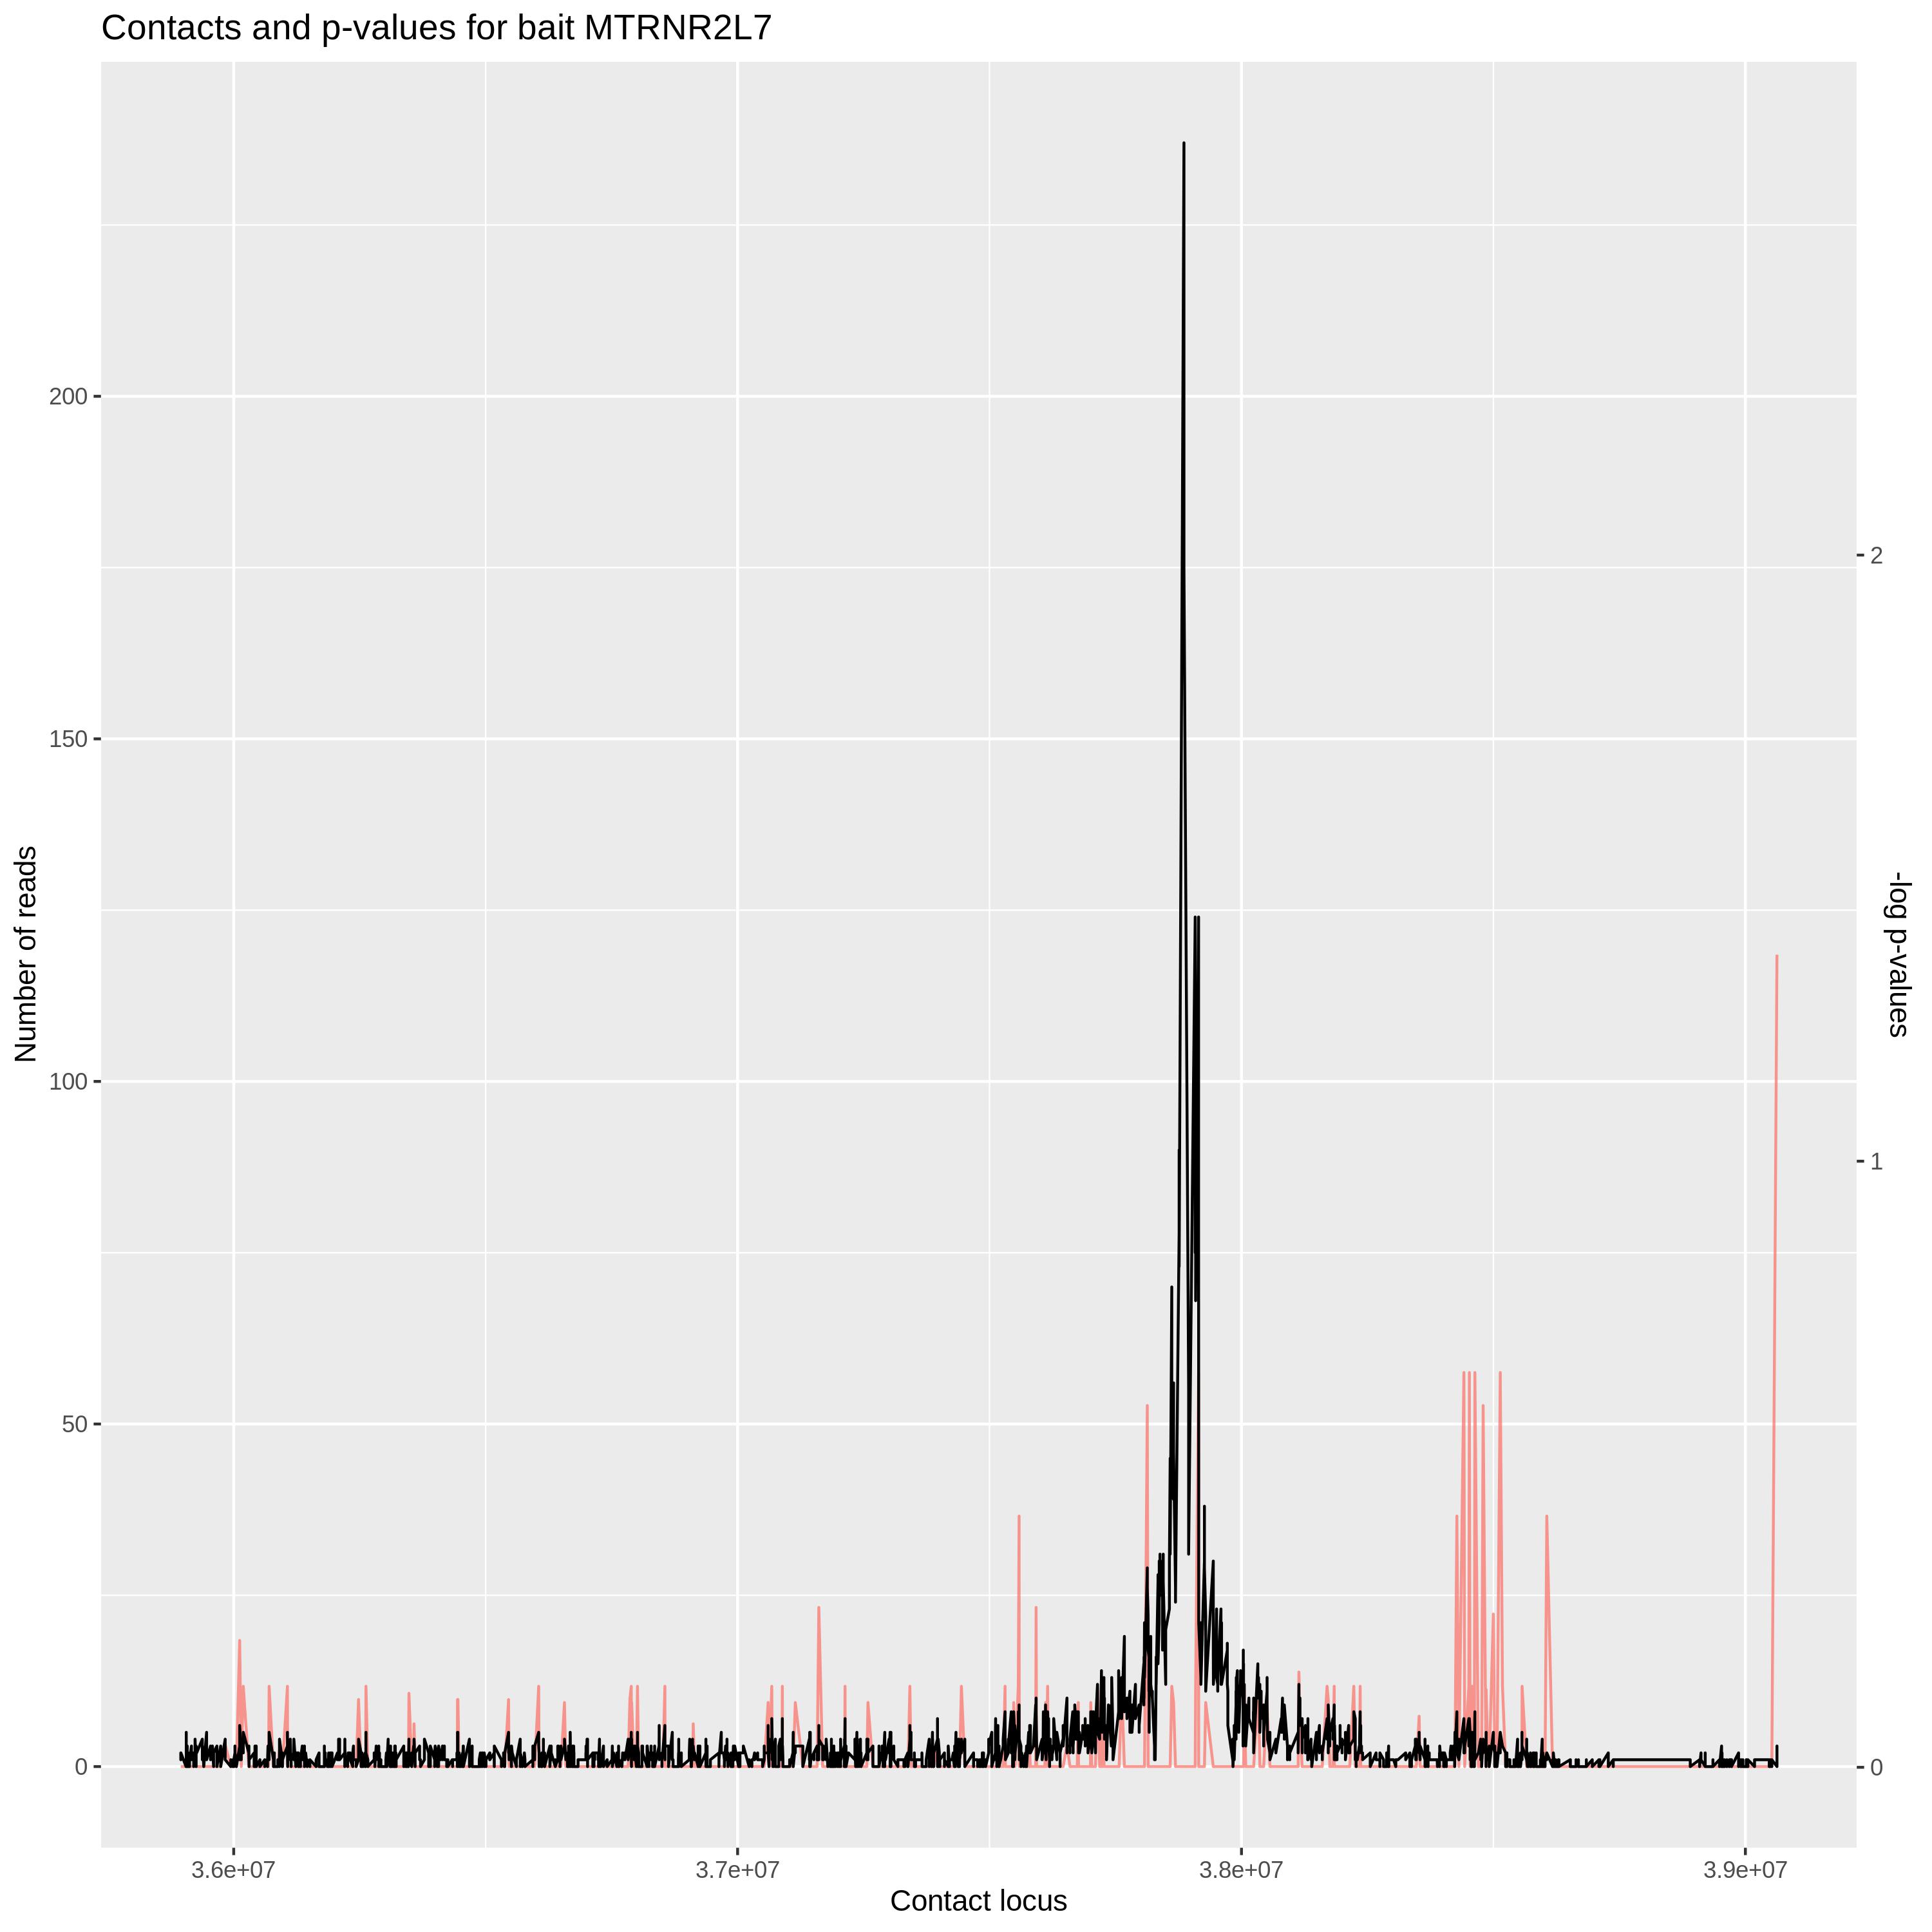 Contacts and p-values for bait MTRNR2L7
200
150
100
50
0
Number of reads
2
1
0
-log p-values
3.6e+07 3.7e+07 3.8e+07 3.9e+07
Contact locus